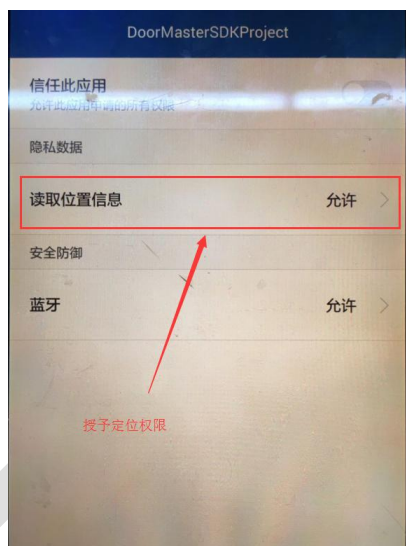 DoorMasterSDKProject
信任此应用
允许此应用申请的所有权限
隐私数据
读取位置信息
允许
安全防御
蓝牙
允许
授予定位权限